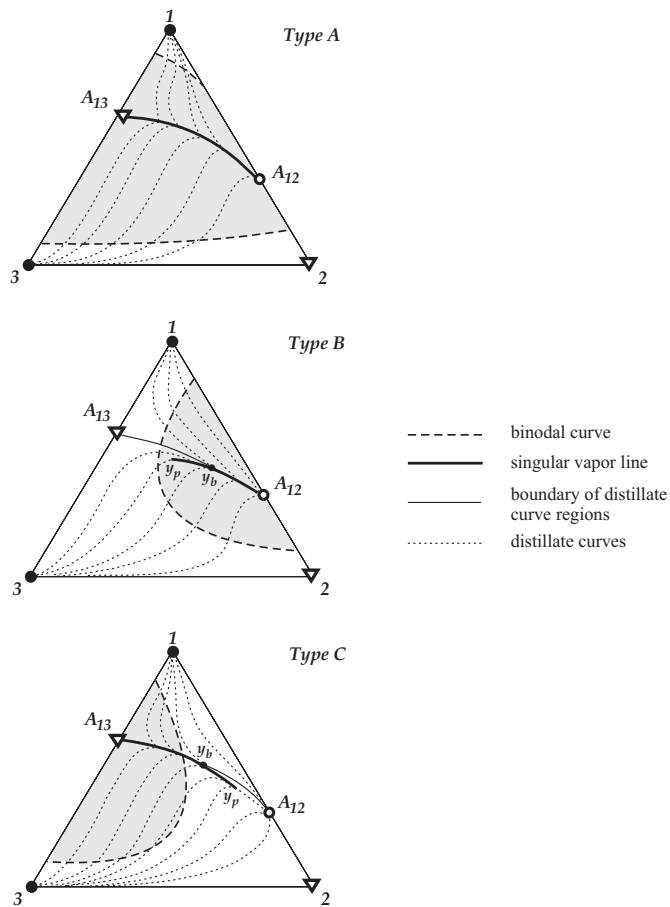 1
Type A
A13
A12
3
2
1
Type B
A13
yp
yb
A12
3
2
binodal curve
singular vapor line
boundary of distillate
curve regions
distillate curves
1
Type C
A13
yb
yp
A12
3
2